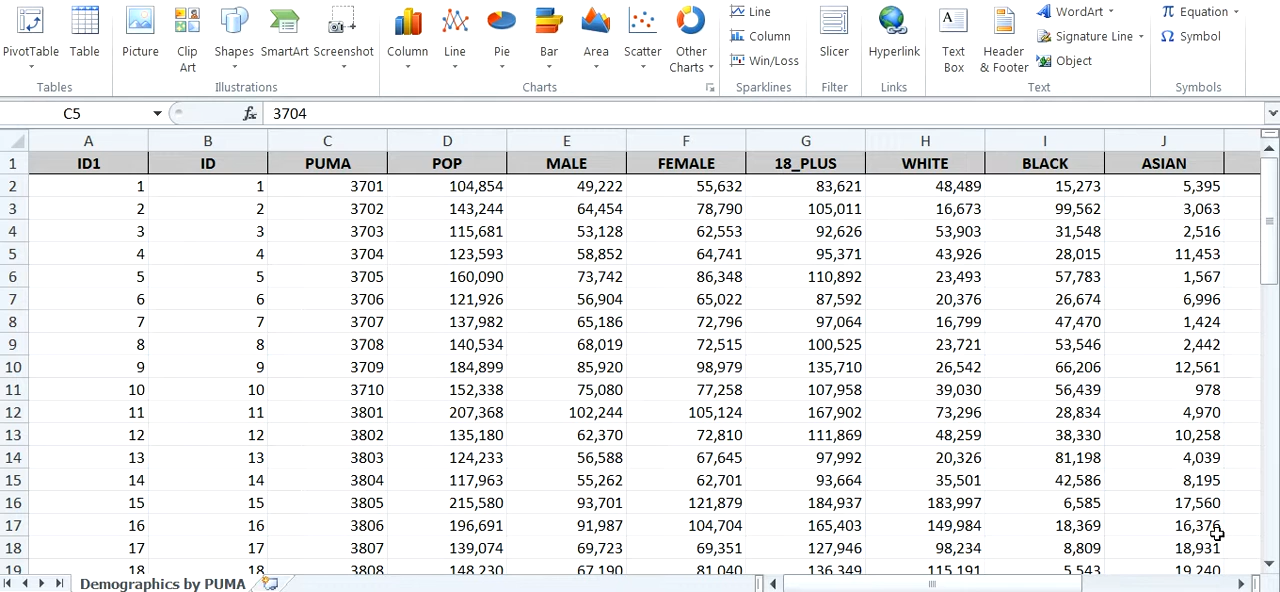 PivotTable Table Picture Clip Art Shapes SmartArt Screenshot Column Line Pie Bar Area Scatter Other Charts Line Column Win/Loss Slicer Hyperlink Text Box Header & Footer WordArt Signature Line Object Equation Symbol
Tables Illustrations Charts Sparklines Filter Links Text Symbols
C5 fx 3704
A B C D E F G H I J
1 ID1 ID PUMA POP MALE FEMALE 18_PLUS WHITE BLACK ASIAN
2 1 1 3701 104,854 49,222 55,632 83,621 48,489 15,273 5,395
3 2 2 3702 143,244 64,454 78,790 105,011 16,673 99,562 3,063
4 3 3 3703 115,681 53,128 62,553 92,626 53,903 31,548 2,516
5 4 4 3704 123,593 58,852 64,741 95,371 43,926 28,015 11,453
6 5 5 3705 160,090 73,742 86,348 110,892 23,493 57,783 1,567
7 6 6 3706 121,926 56,904 65,022 87,592 20,376 26,674 6,996
8 7 7 3707 137,982 65,186 72,796 97,064 16,799 47,470 1,424
9 8 8 3708 140,534 68,019 72,515 100,525 23,721 53,546 2,442
10 9 9 3709 184,899 85,920 98,979 135,710 26,542 66,206 12,561
11 10 10 3710 152,338 75,080 77,258 107,958 39,030 56,439 978
12 11 11 3801 207,368 102,244 105,124 167,902 73,296 28,834 4,970
13 12 12 3802 135,180 62,370 72,810 111,869 48,259 38,330 10,258
14 13 13 3803 124,233 56,588 67,645 97,992 20,326 81,198 4,039
15 14 14 3804 117,963 55,262 62,701 93,664 35,501 42,586 8,195
16 15 15 3805 215,580 93,701 121,879 184,937 183,997 6,585 17,560
17 16 16 3806 196,691 91,987 104,704 165,403 149,984 18,369 16,376
18 17 17 3807 139,074 69,723 69,351 127,946 98,234 8,809 18,931
19 18 18 3808 148,230 67,190 81,040 136,349 115,191 5,543 19,240
Demographics by PUMA